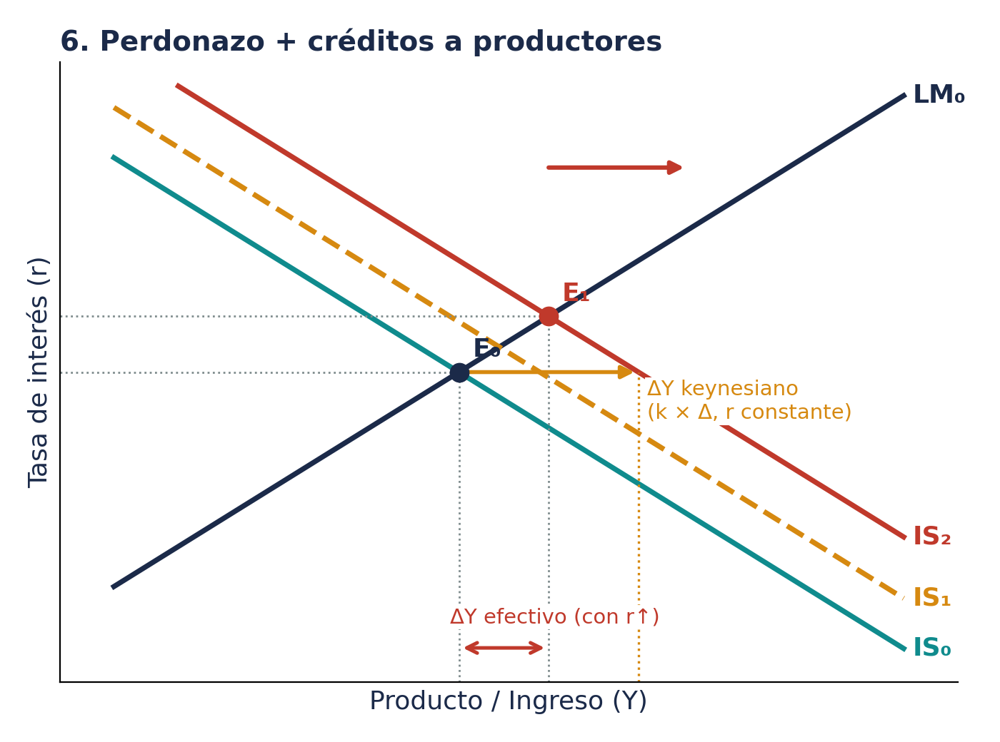 6. Perdonazo + créditos a productores
LM₀
E₁
E₀
ΔY keynesiano
(k × Δ, r constante)
IS₂
IS₁
IS₀
ΔY efectivo (con r↑)
Tasa de interés (r)
Producto / Ingreso (Y)